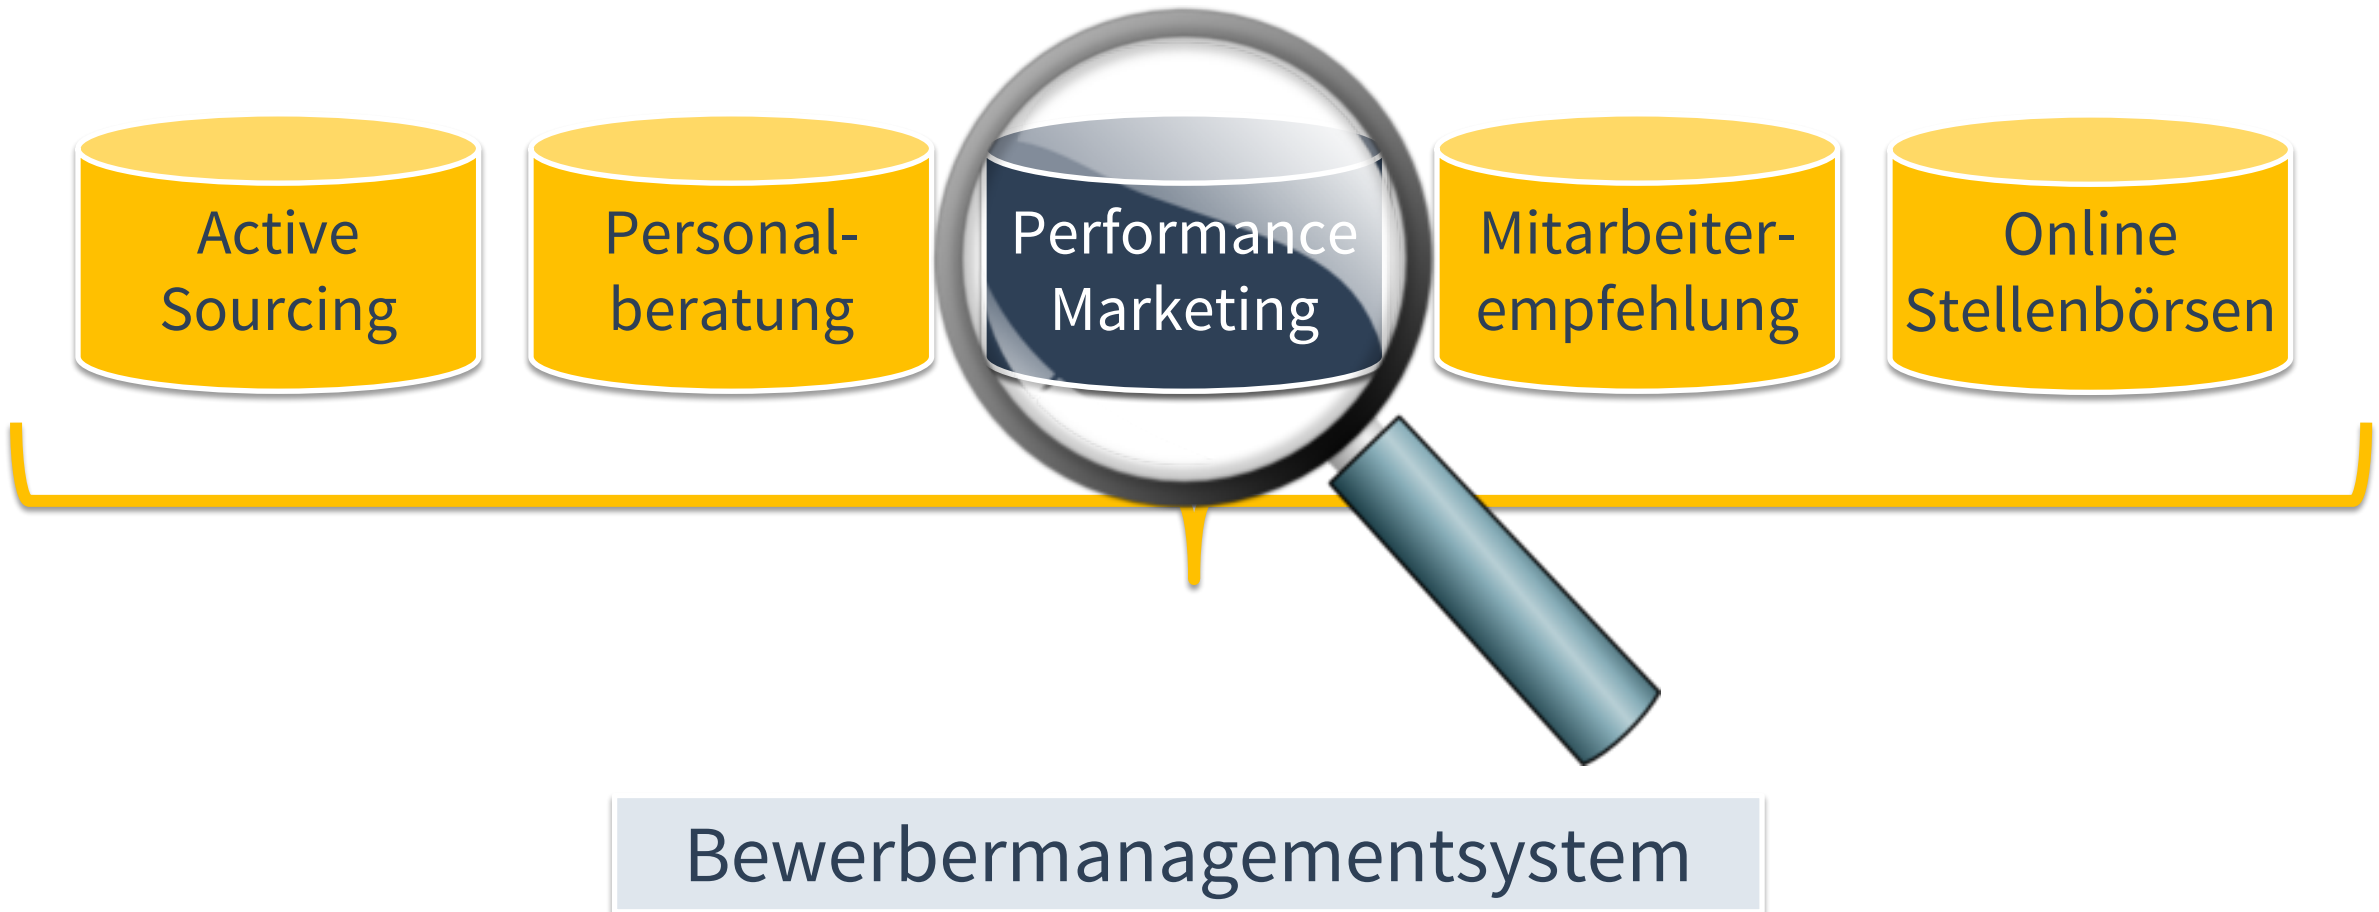 Active
Sourcing
Personal-
beratung
Performance
Marketing
Mitarbeiter-
empfehlung
Online
Stellenbörsen
Bewerbermanagementsystem